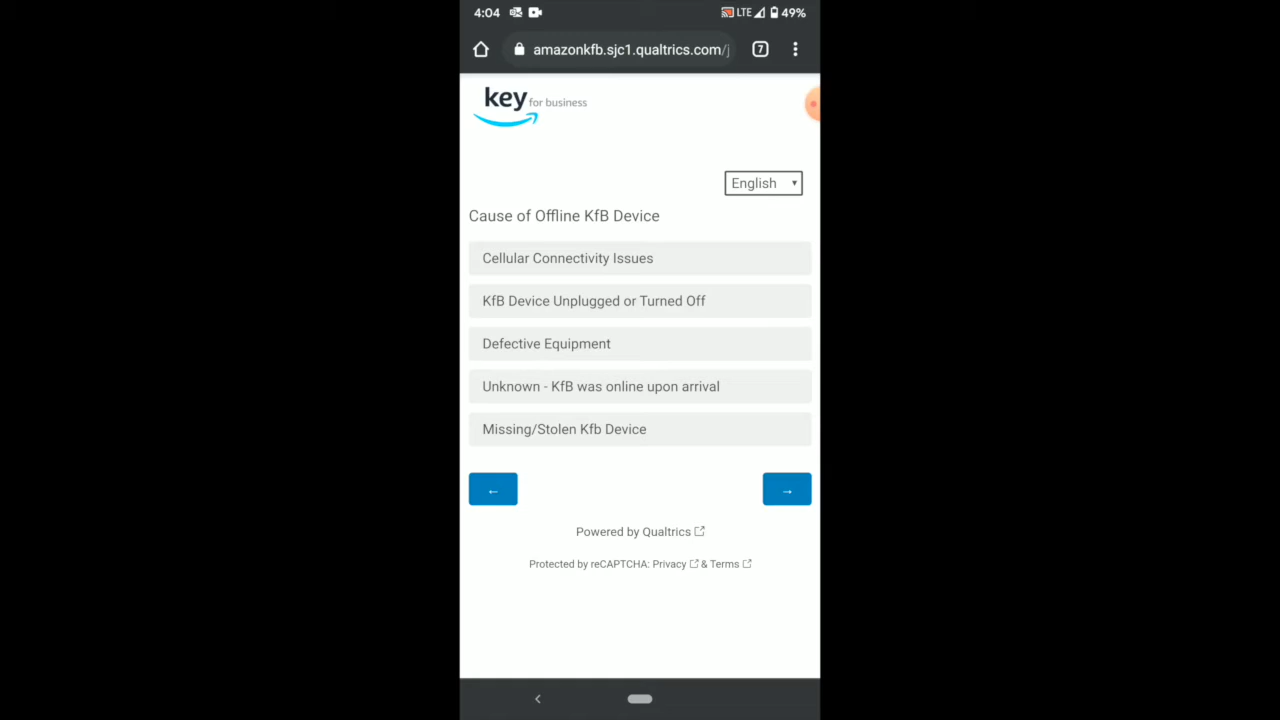 4:04 LTE 49%
amazonkfb.sjc1.qualtrics.com/j 7
key for business
English
Cause of Offline KfB Device
Cellular Connectivity Issues
KfB Device Unplugged or Turned Off
Defective Equipment
Unknown - KfB was online upon arrival
Missing/Stolen Kfb Device
← →
Powered by Qualtrics
Protected by reCAPTCHA: Privacy & Terms